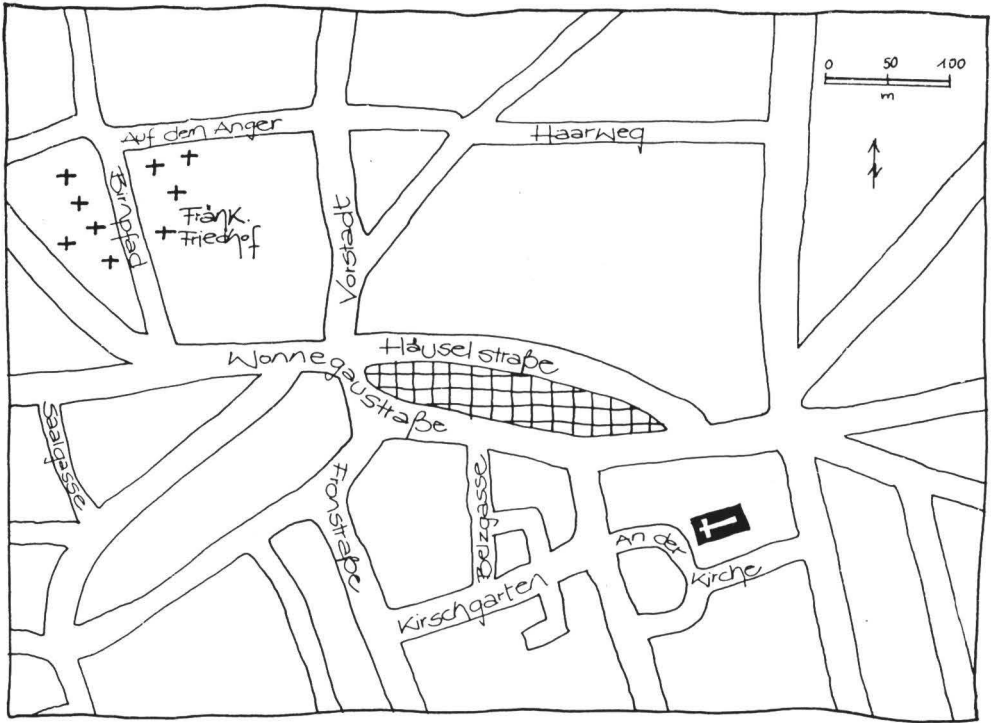 0 50 100
m
N
Auf dem Anger
Haarweg
Birnpfad
Fränk.
Friedhof
Vorstadt
Häuselstraße
Wonnegaustraße
Saalgasse
Fronstraße
Belzgasse
An der
Kirche
Kirschgarten